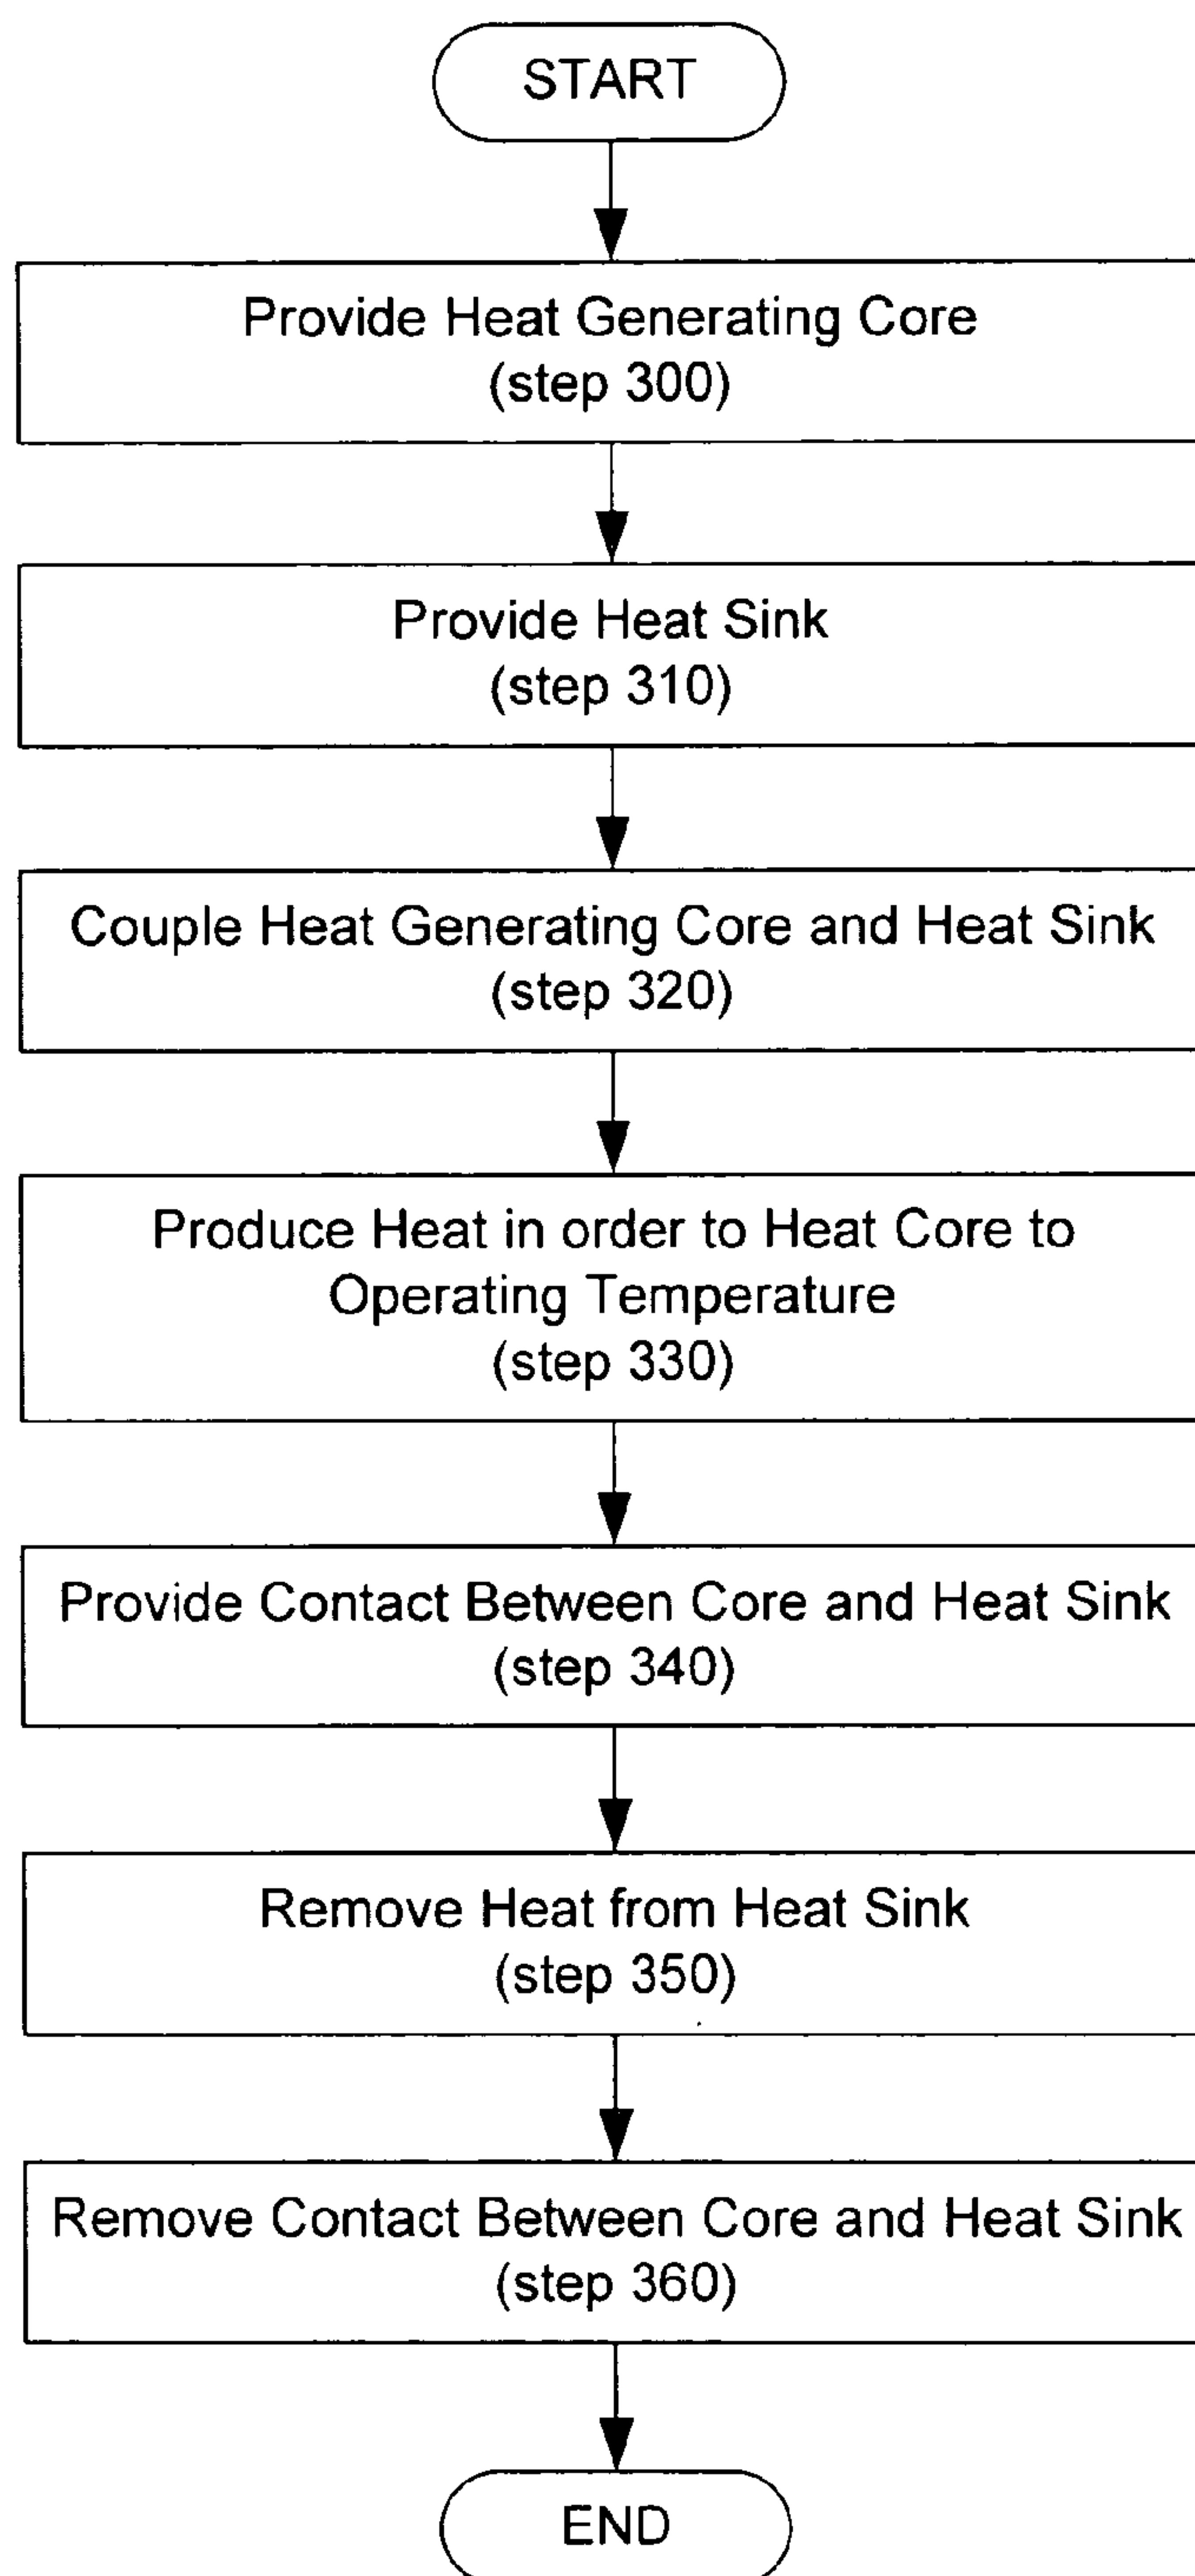 START
Provide Heat Generating Core
(step 300)
Provide Heat Sink
(step 310)
Couple Heat Generating Core and Heat Sink
(step 320)
Produce Heat in order to Heat Core to
Operating Temperature
(step 330)
Provide Contact Between Core and Heat Sink
(step 340)
Remove Heat from Heat Sink
(step 350)
Remove Contact Between Core and Heat Sink
(step 360)
END